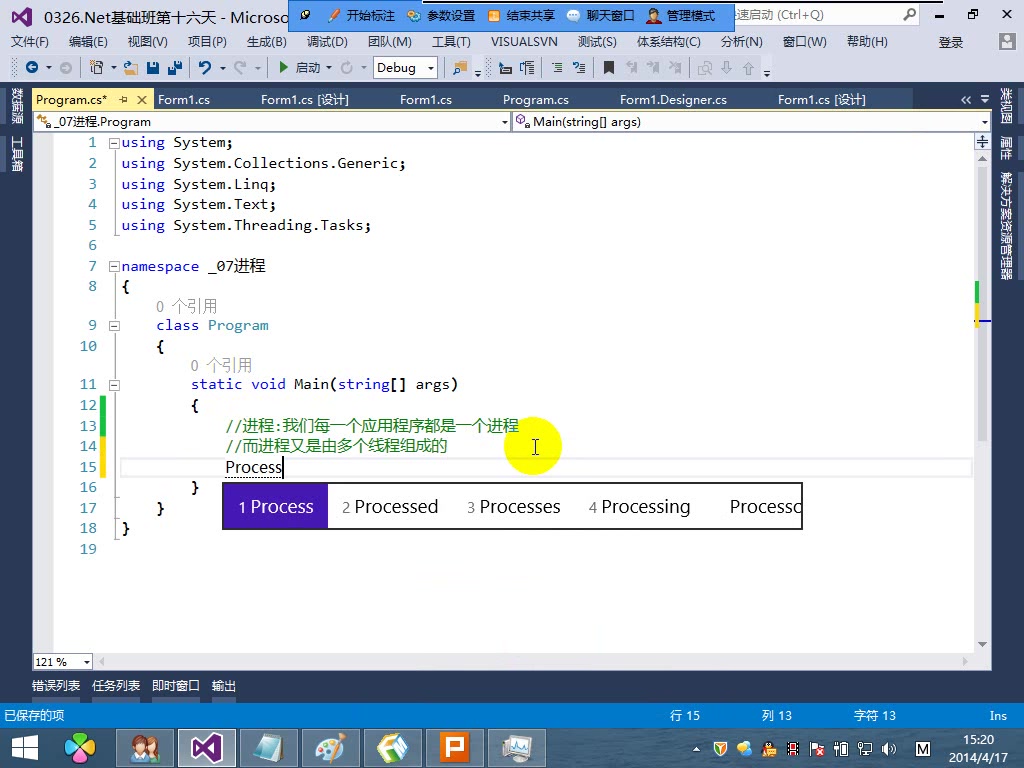 0326.Net基础班第十六天 - Microso
开始标注 参数设置 结束共享 聊天窗口 管理模式
速启动 (Ctrl+Q)
文件(F) 编辑(E) 视图(V) 项目(P) 生成(B) 调试(D) 团队(M) 工具(T) VISUALSVN 测试(S) 体系结构(C) 分析(N) 窗口(W) 帮助(H) 登录
启动 Debug
数据源
工具箱
Program.cs* Form1.cs Form1.cs [设计] Form1.cs Program.cs Form1.Designer.cs Form1.cs [设计]
_07进程.Program Main(string[] args)
类视图
属性
解决方案资源管理器
1 using System;
2 using System.Collections.Generic;
3 using System.Linq;
4 using System.Text;
5 using System.Threading.Tasks;
6
7 namespace _07进程
8 {
0 个引用
9 class Program
10 {
0 个引用
11 static void Main(string[] args)
12 {
13 //进程:我们每一个应用程序都是一个进程
14 //而进程又是由多个线程组成的
15 Process
16 }
1 Process 2 Processed 3 Processes 4 Processing Processo
17 }
18 }
19
121 %
错误列表 任务列表 即时窗口 输出
已保存的项 行 15 列 13 字符 13 Ins
M
15:20
2014/4/17